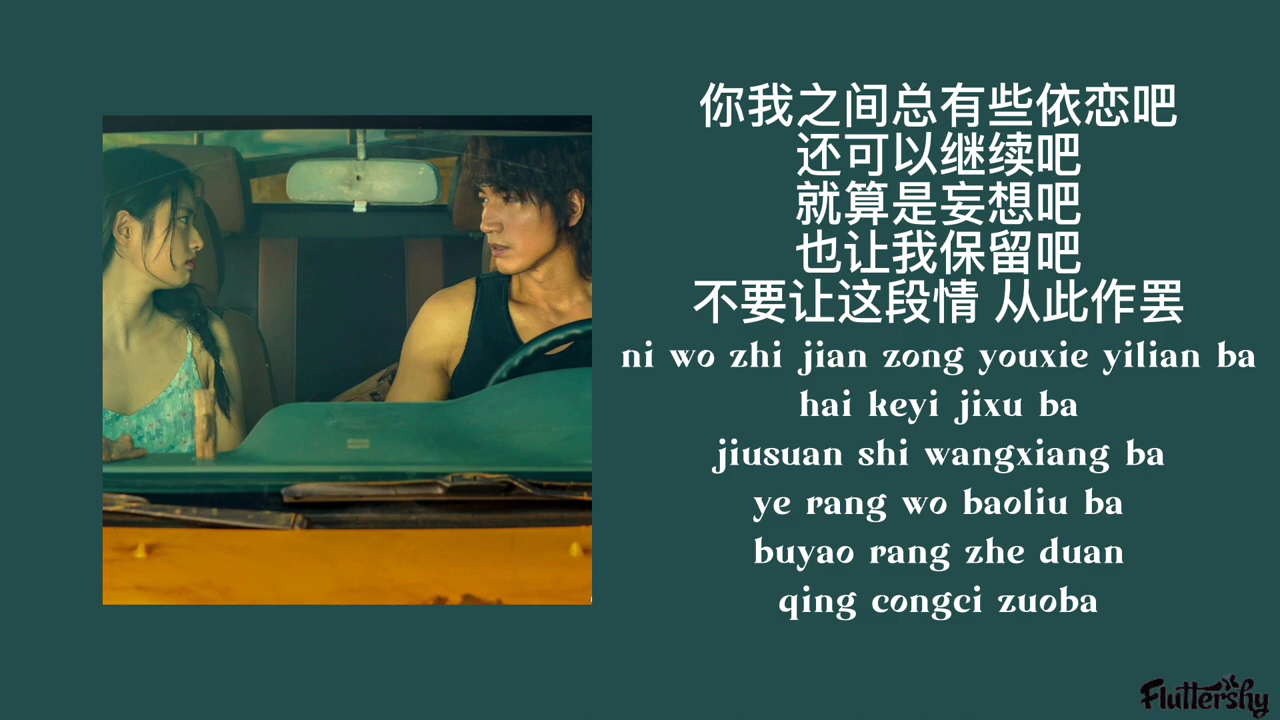 你我之间总有些依恋吧
还可以继续吧
就算是妄想吧
也让我保留吧
不要让这段情 从此作罢
ni wo zhi jian zong youxie yilian ba
hai keyi jixu ba
jiusuan shi wangxiang ba
ye rang wo baoliu ba
buyao rang zhe duan
qing congci zuoba
Fluttershy